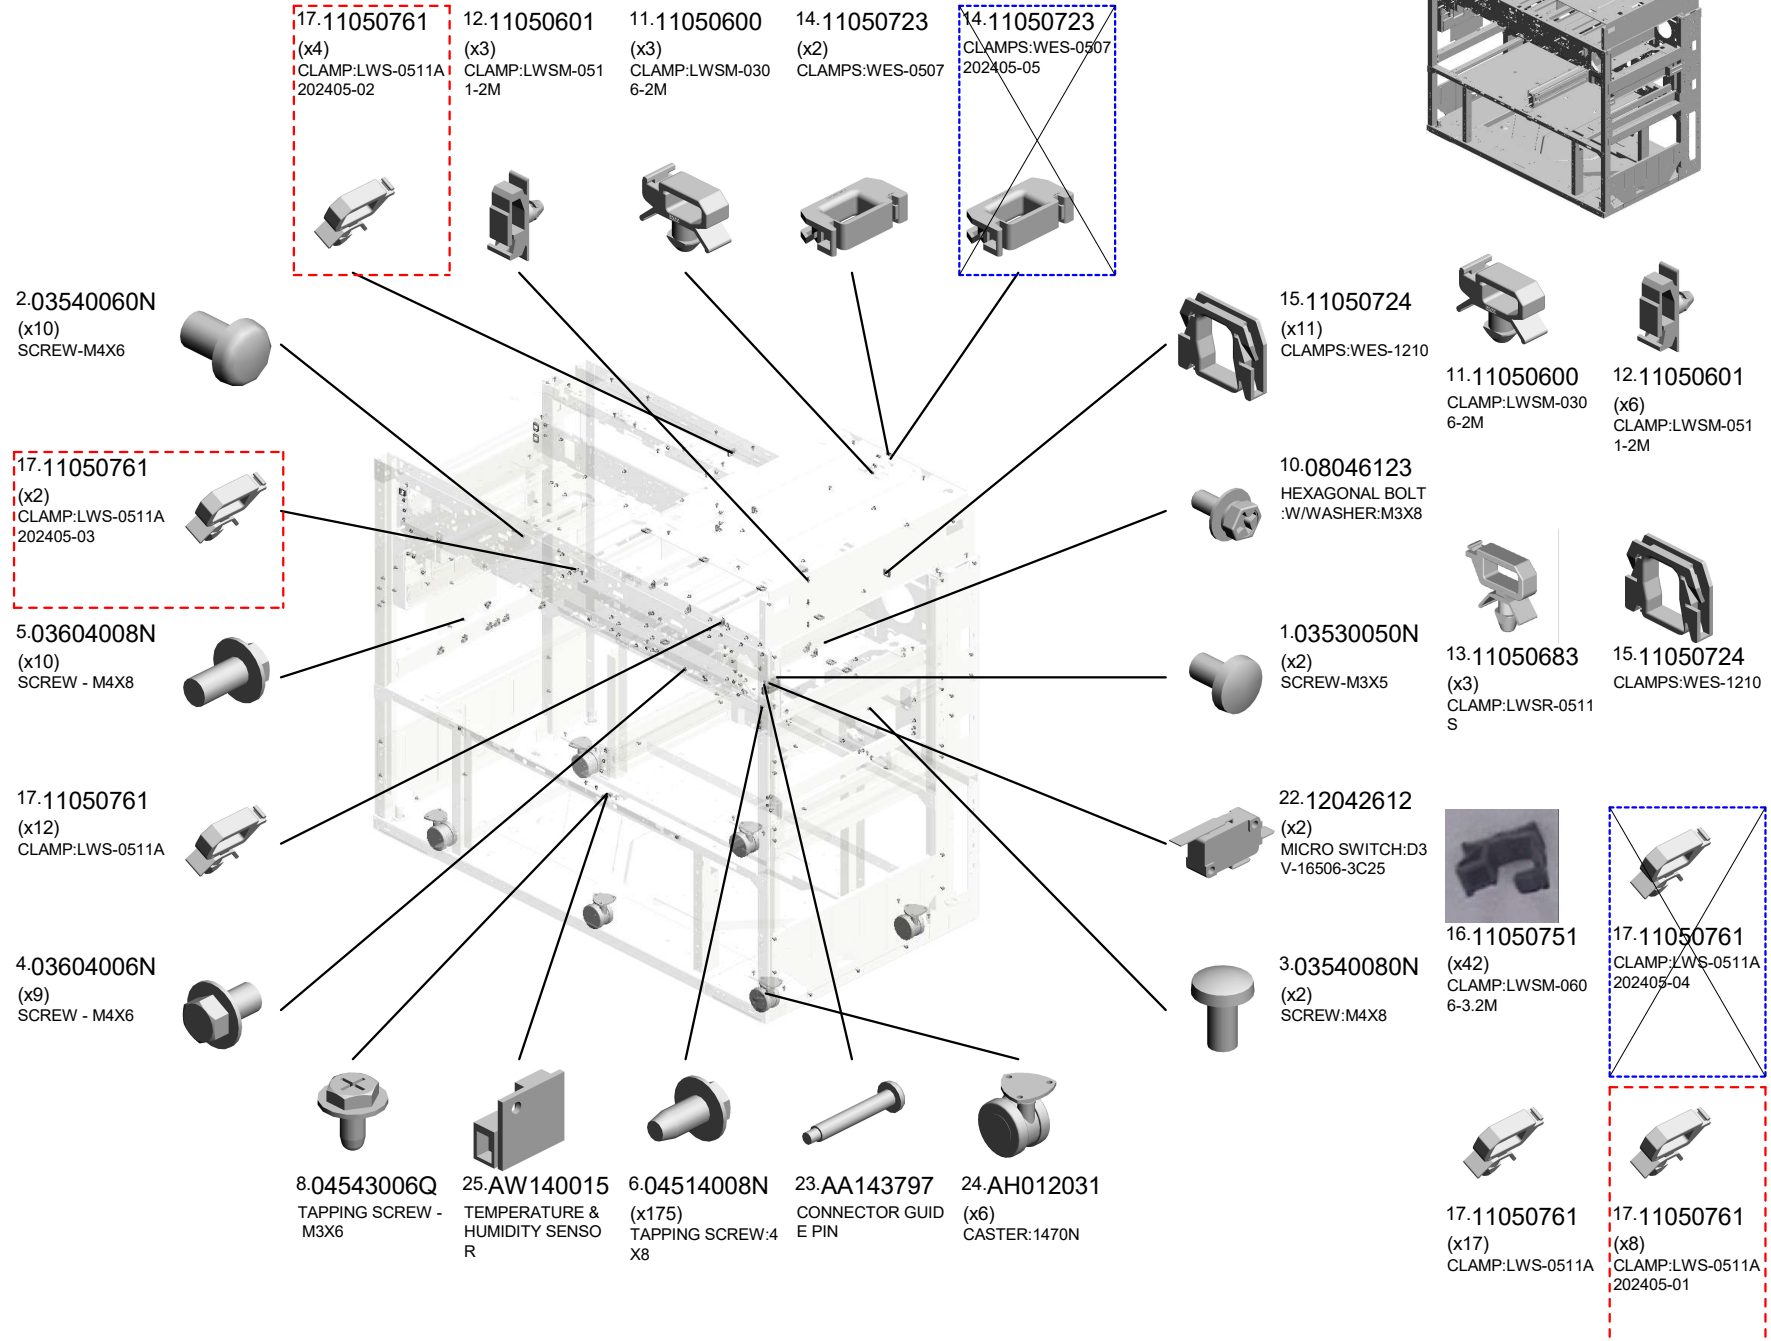 17.11050761
(x4)
CLAMP:LWS-0511A
202405-02
12.11050601
(x3)
CLAMP:LWSM-051
1-2M
11.11050600
(x3)
CLAMP:LWSM-030
6-2M
14.11050723
(x2)
CLAMPS:WES-0507
14.11050723
CLAMPS:WES-0507
202405-05
2.03540060N
(x10)
SCREW-M4X6
17.11050761
(x2)
CLAMP:LWS-0511A
202405-03
5.03604008N
(x10)
SCREW - M4X8
17.11050761
(x12)
CLAMP:LWS-0511A
4.03604006N
(x9)
SCREW - M4X6
15.11050724
(x11)
CLAMPS:WES-1210
10.08046123
HEXAGONAL BOLT
:W/WASHER:M3X8
1.03530050N
(x2)
SCREW-M3X5
22.12042612
(x2)
MICRO SWITCH:D3
V-16506-3C25
3.03540080N
(x2)
SCREW:M4X8
11.11050600
CLAMP:LWSM-030
6-2M
12.11050601
(x6)
CLAMP:LWSM-051
1-2M
13.11050683
(x3)
CLAMP:LWSR-0511
S
15.11050724
CLAMPS:WES-1210
16.11050751
(x42)
CLAMP:LWSM-060
6-3.2M
17.11050761
CLAMP:LWS-0511A
202405-04
8.04543006Q
TAPPING SCREW -
M3X6
25.AW140015
TEMPERATURE &
HUMIDITY SENSO
R
6.04514008N
(x175)
TAPPING SCREW:4
X8
23.AA143797
CONNECTOR GUID
E PIN
24.AH012031
(x6)
CASTER:1470N
17.11050761
(x17)
CLAMP:LWS-0511A
17.11050761
(x8)
CLAMP:LWS-0511A
202405-01